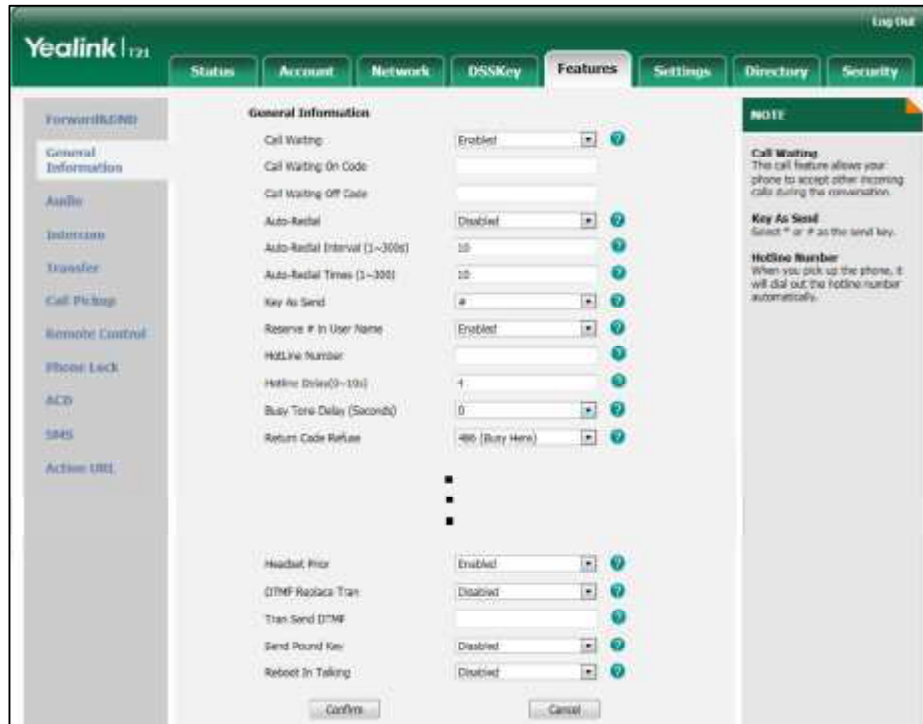 Log Out
Yealink T21
Status
Account
Network
DSSKey
Features
Settings
Directory
Security
Forward&DND
General
Information
Audio
Intercom
Transfer
Call Pickup
Remote Control
Phone Lock
ACD
SMS
Action URL
General Information
Call Waiting Enabled
Call Waiting On Code
Call Waiting Off Code
Auto-Redial Disabled
Auto-Redial Interval (1~300s) 10
Auto-Redial Times (1~300) 10
Key As Send #
Reserve # in User Name Enabled
HotLine Number
Hotline Delay(0~10s) 4
Busy Tone Delay (Seconds) 0
Return Code Refuse 486 (Busy Here)
Headset Prior Enabled
DTMF Replace Tran Disabled
Tran Send DTMF
Send Pound Key Disabled
Reboot In Talking Disabled
Confirm
Cancel
NOTE
Call Waiting
This call feature allows your
phone to accept other incoming
calls during the conversation.
Key As Send
Select * or # as the send key.
Hotline Number
When you pick up the phone, it
will dial out the hotline number
automatically.